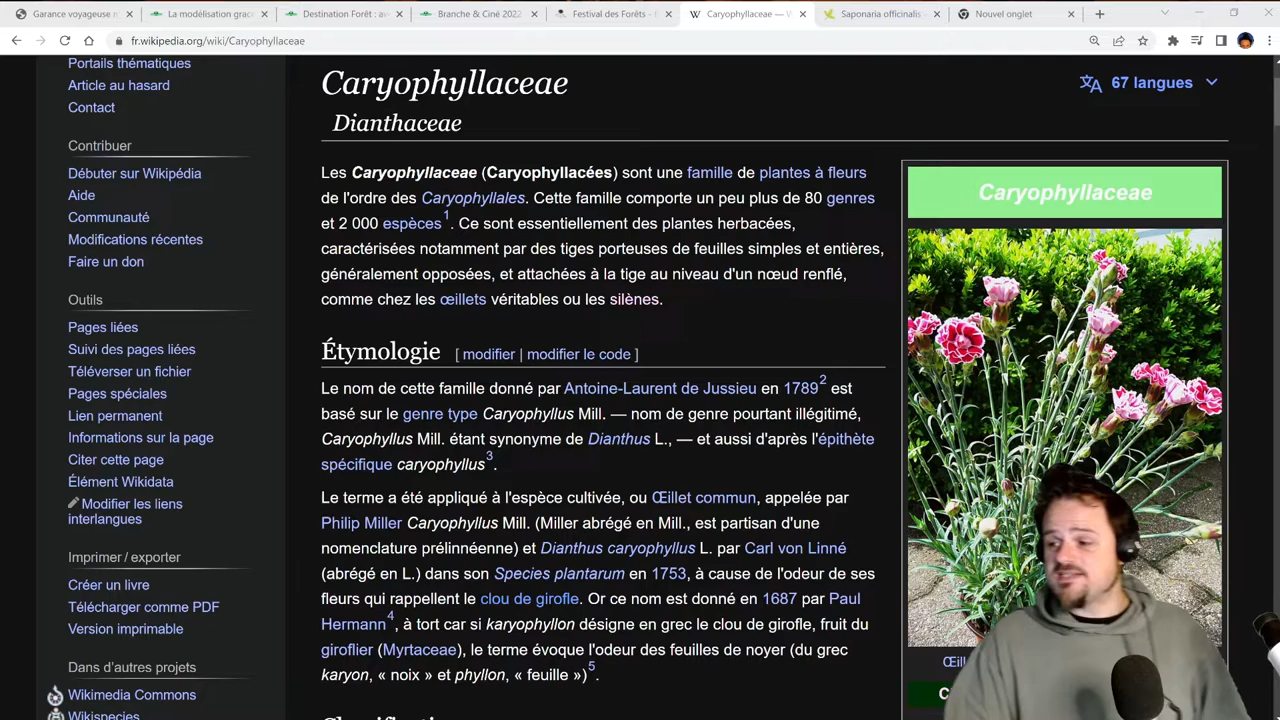 Garance voyageuse n
La modélisation grace
Destination Forêt : av
Branche & Ciné 2022
Festival des Forêts - f
Caryophyllaceae — W
Saponaria officinalis -
Nouvel onglet
fr.wikipedia.org/wiki/Caryophyllaceae
Portails thématiques
Article au hasard
Contact
Contribuer
Débuter sur Wikipédia
Aide
Communauté
Modifications récentes
Faire un don
Outils
Pages liées
Suivi des pages liées
Téléverser un fichier
Pages spéciales
Lien permanent
Informations sur la page
Citer cette page
Élément Wikidata
Modifier les liens
interlangues
Imprimer / exporter
Créer un livre
Télécharger comme PDF
Version imprimable
Dans d'autres projets
Wikimedia Commons
Wikispecies
Caryophyllaceae
67 langues
Dianthaceae
Les Caryophyllaceae (Caryophyllacées) sont une famille de plantes à fleurs
de l'ordre des Caryophyllales. Cette famille comporte un peu plus de 80 genres
et 2 000 espèces1. Ce sont essentiellement des plantes herbacées,
caractérisées notamment par des tiges porteuses de feuilles simples et entières,
généralement opposées, et attachées à la tige au niveau d'un nœud renflé,
comme chez les œillets véritables ou les silènes.
Étymologie [ modifier | modifier le code ]
Le nom de cette famille donné par Antoine-Laurent de Jussieu en 17892 est
basé sur le genre type Caryophyllus Mill. — nom de genre pourtant illégitimé,
Caryophyllus Mill. étant synonyme de Dianthus L., — et aussi d'après l'épithète
spécifique caryophyllus3.
Le terme a été appliqué à l'espèce cultivée, ou Œillet commun, appelée par
Philip Miller Caryophyllus Mill. (Miller abrégé en Mill., est partisan d'une
nomenclature prélinnéenne) et Dianthus caryophyllus L. par Carl von Linné
(abrégé en L.) dans son Species plantarum en 1753, à cause de l'odeur de ses
fleurs qui rappellent le clou de girofle. Or ce nom est donné en 1687 par Paul
Hermann4, à tort car si karyophyllon désigne en grec le clou de girofle, fruit du
giroflier (Myrtaceae), le terme évoque l'odeur des feuilles de noyer (du grec
karyon, « noix » et phyllon, « feuille »)5.
Caryophyllaceae